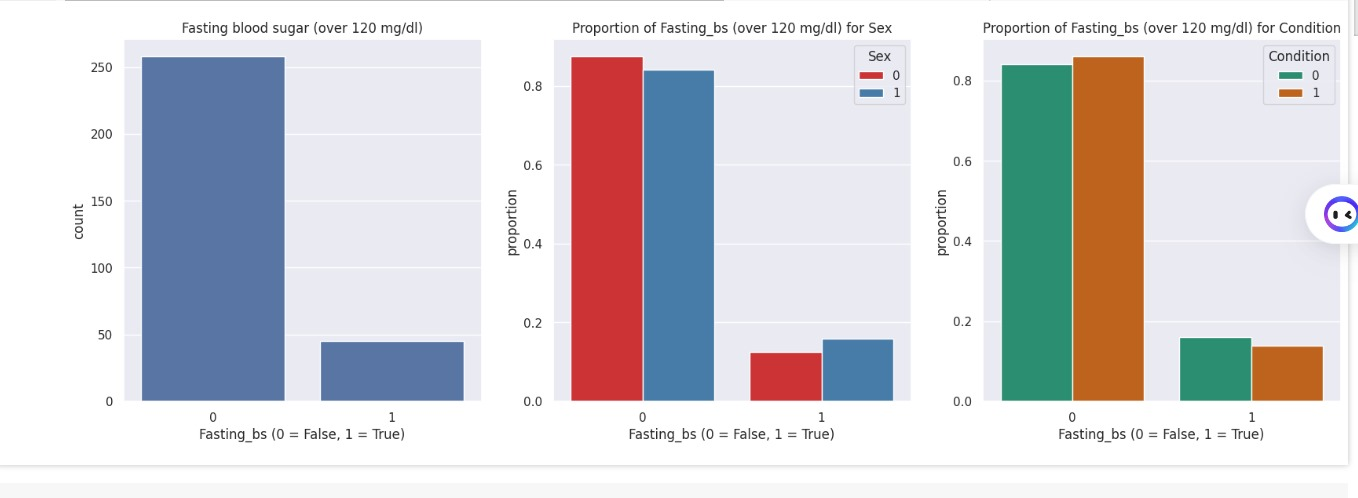 Fasting blood sugar (over 120 mg/dl)
250
200
150
100
50
0
count
0 1
Fasting_bs (0 = False, 1 = True)
Proportion of Fasting_bs (over 120 mg/dl) for Sex
Sex
0
1
0.8
0.6
0.4
0.2
0.0
proportion
0 1
Fasting_bs (0 = False, 1 = True)
Proportion of Fasting_bs (over 120 mg/dl) for Condition
Condition
0
1
0.8
0.6
0.4
0.2
0.0
proportion
0 1
Fasting_bs (0 = False, 1 = True)